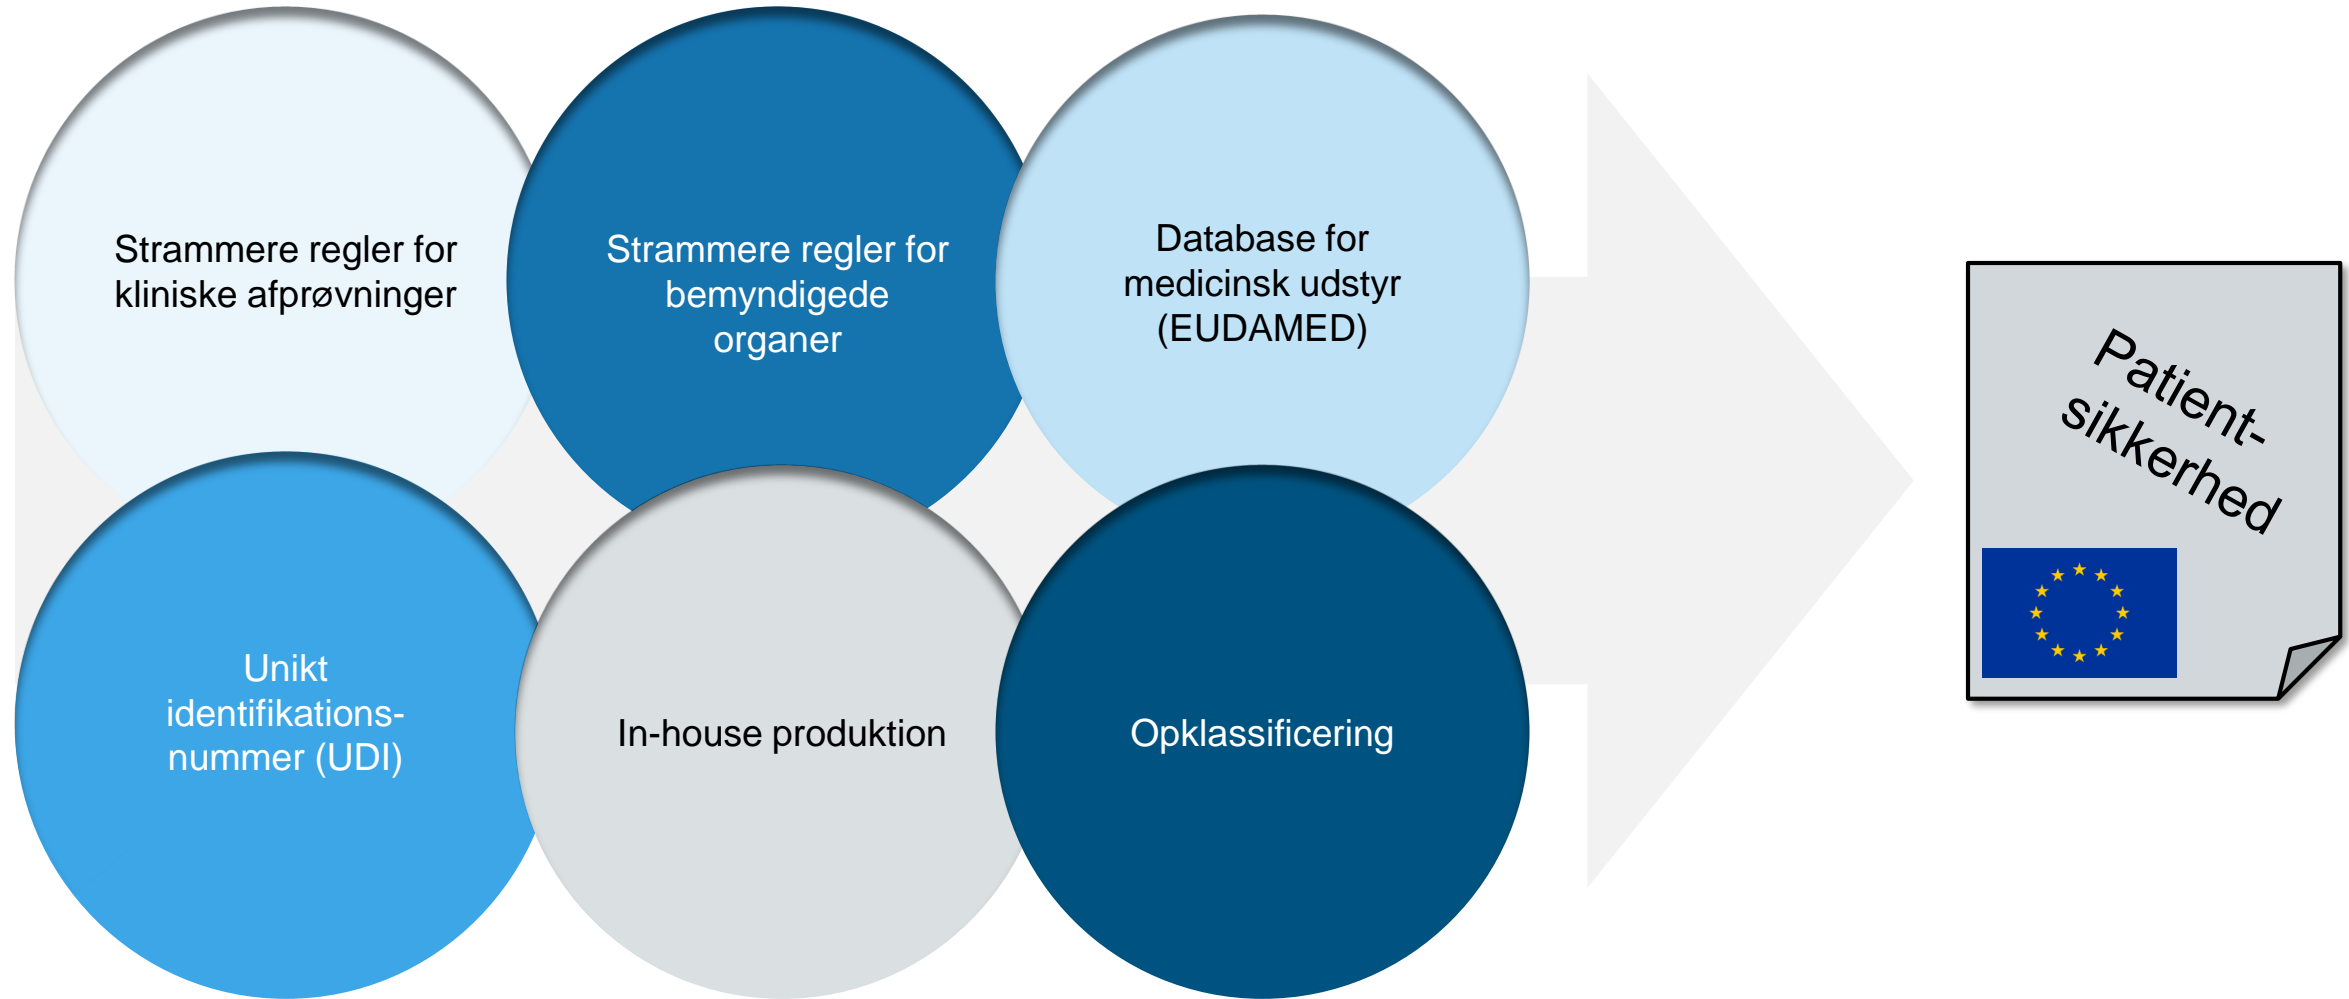 Strammere regler for
kliniske afprøvninger
Strammere regler for
bemyndigede
organer
Database for
medicinsk udstyr
(EUDAMED)
Unikt
identifikations-
nummer (UDI)
In-house produktion
Opklassificering
Patient-
sikkerhed